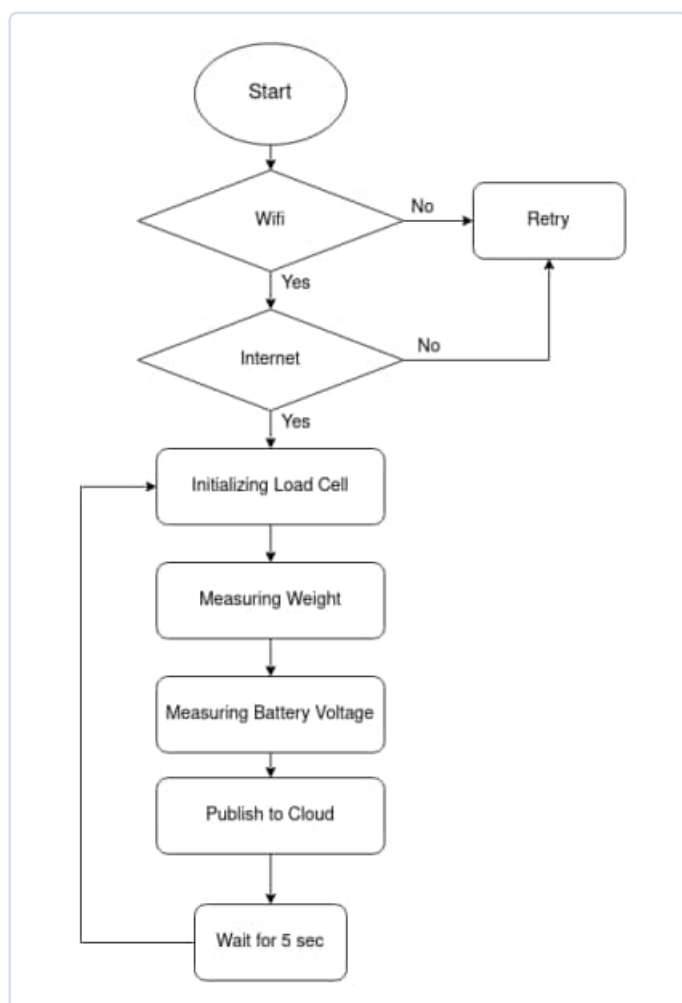 Start
Wifi
No
Retry
Yes
Internet
No
Yes
Initializing Load Cell
Measuring Weight
Measuring Battery Voltage
Publish to Cloud
Wait for 5 sec